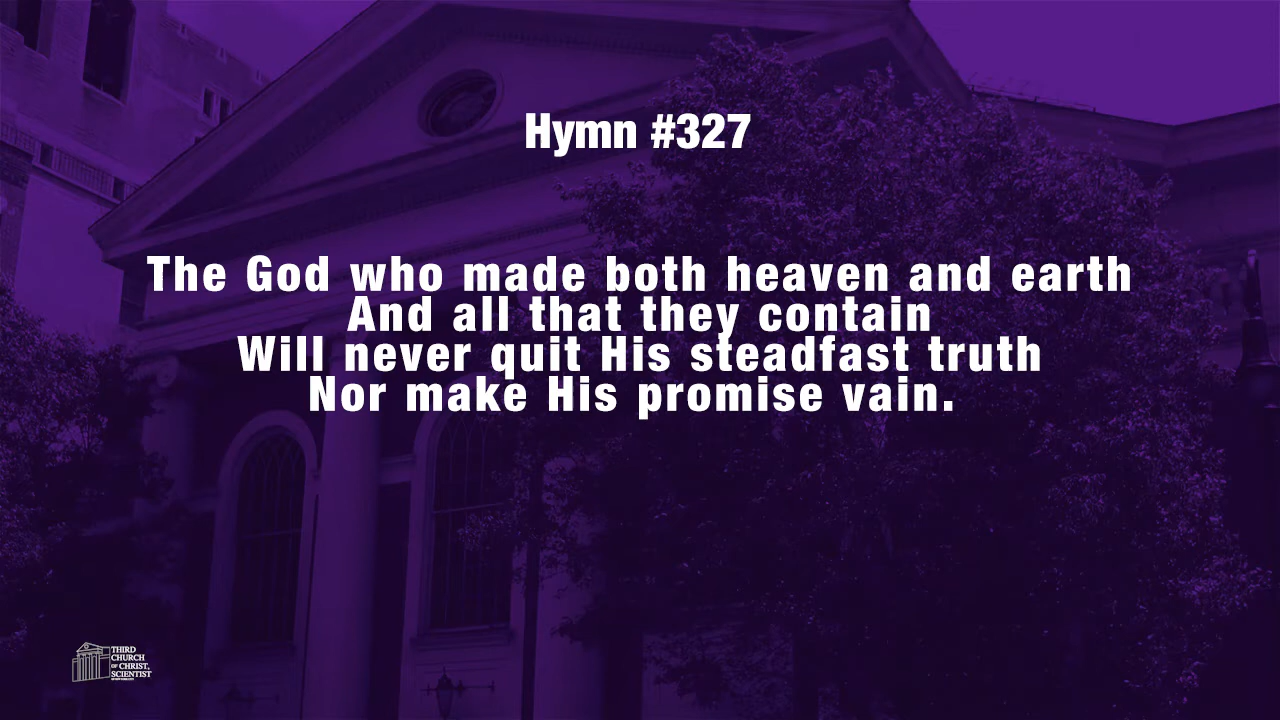 Hymn #327
The God who made both heaven and earth
And all that they contain
Will never quit His steadfast truth
Nor make His promise vain.
THIRD
CHURCH
OF CHRIST,
SCIENTIST